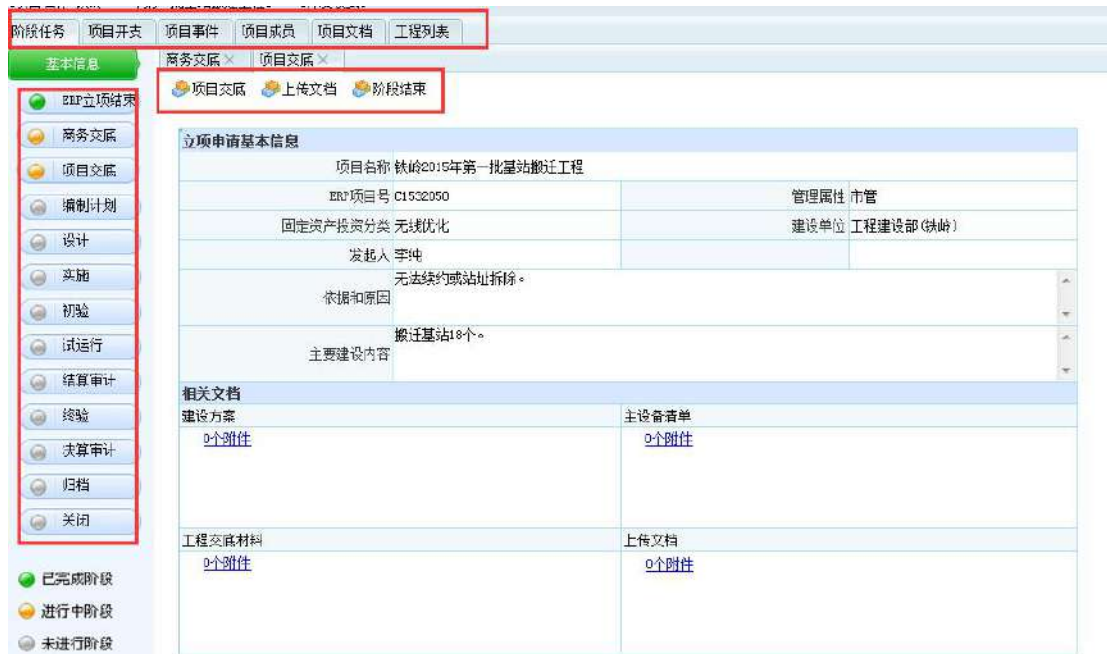 阶段任务 项目开支 项目事件 项目成员 项目文档 工程列表
基本信息
商务交底× 项目交底×
ERP立项结束
项目交底 上传文档 阶段结束
商务交底
项目交底
编制计划
设计
实施
初验
试运行
结算审计
终验
决算审计
归档
关闭
已完成阶段
进行中阶段
未进行阶段
立项申请基本信息
项目名称 铁岭2015年第一批基站搬迁工程
ERP项目号 C1532050 管理属性 市管
固定资产投资分类 无线优化 建设单位 工程建设部(铁岭)
发起人 李纯
依据和原因 无法续约或站址拆除。
主要建设内容 搬迁基站18个。
相关文档
建设方案 主设备清单
0个附件 0个附件
工程交底材料 上传文档
0个附件 0个附件